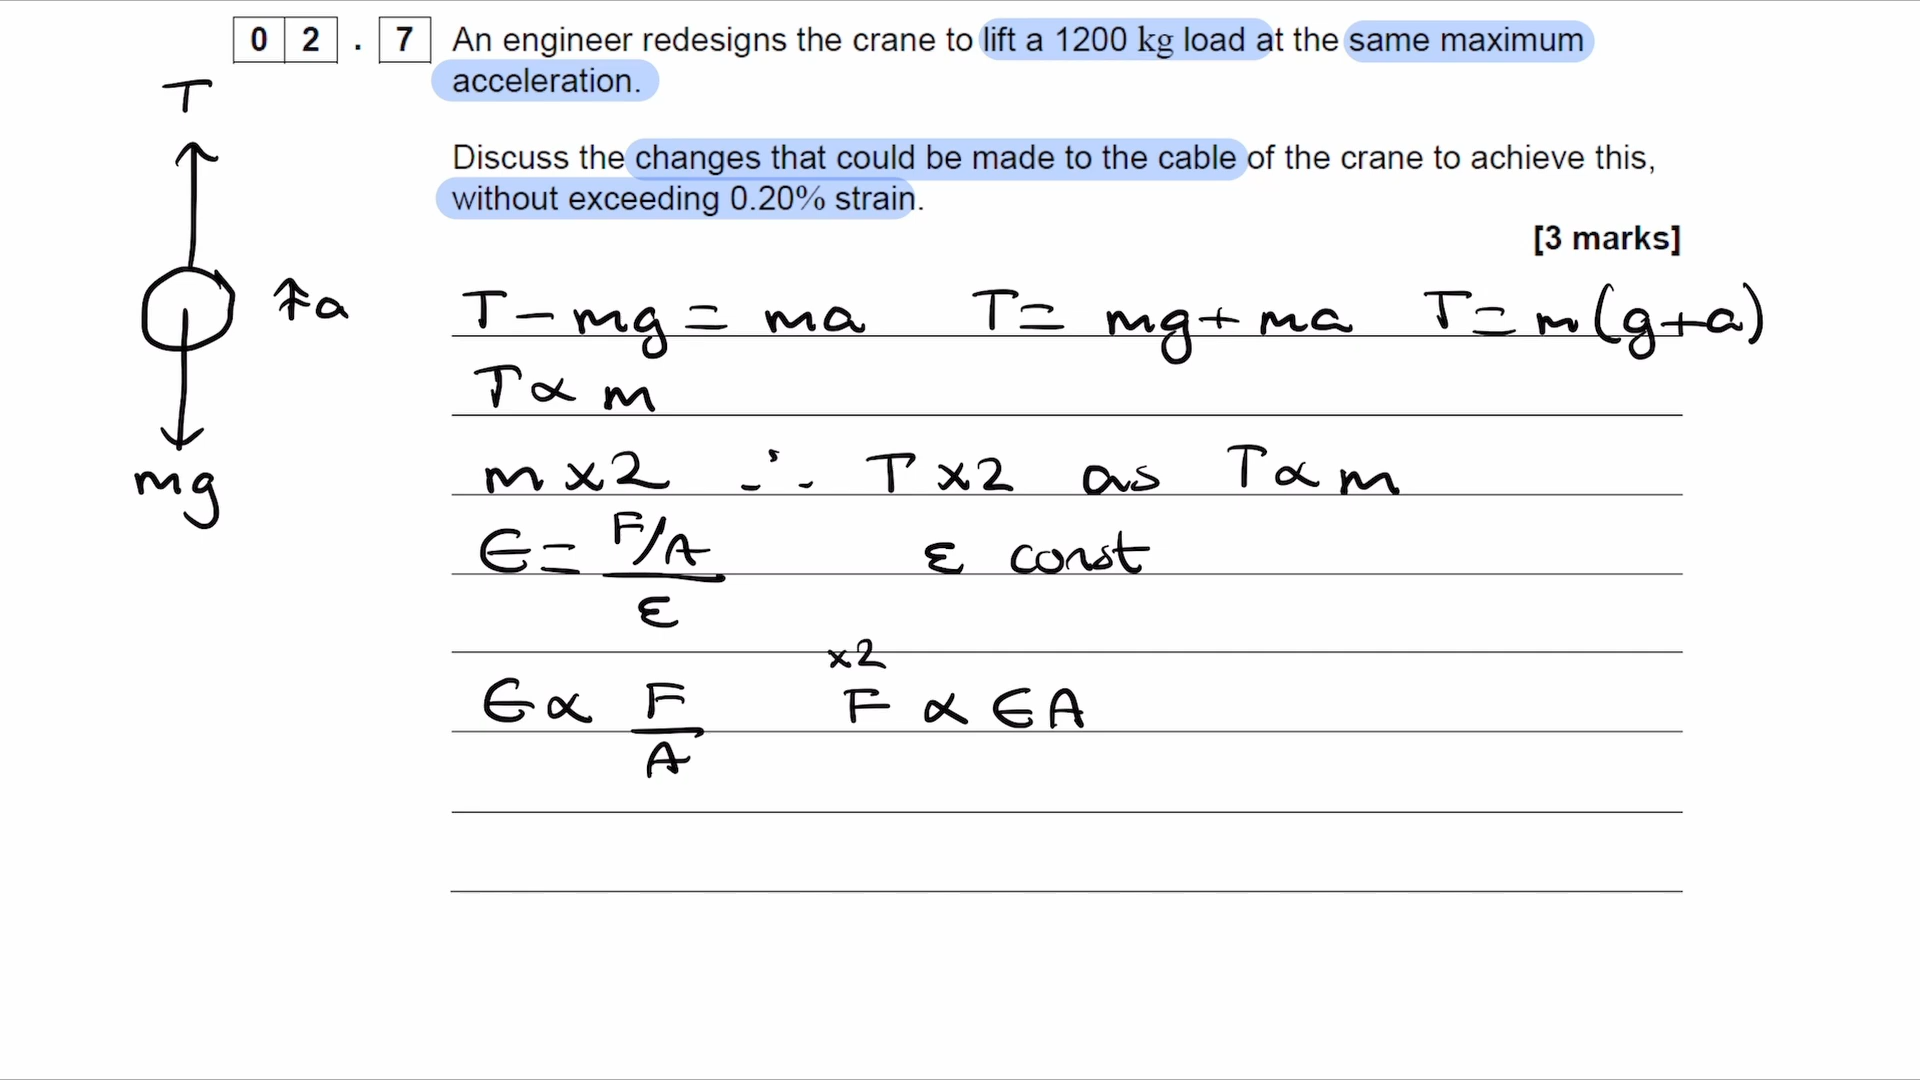 02.7 An engineer redesigns the crane to lift a 1200 kg load at the same maximum
acceleration.
Discuss the changes that could be made to the cable of the crane to achieve this,
without exceeding 0.20% strain.
[3 marks]
T
↑a
mg
T - mg = ma T = mg + ma T = m(g+a)
T ∝ m
m ×2 ∴ T ×2 as T ∝ m
E = F/A / ε ε const
×2
E ∝ F/A F ∝ EA